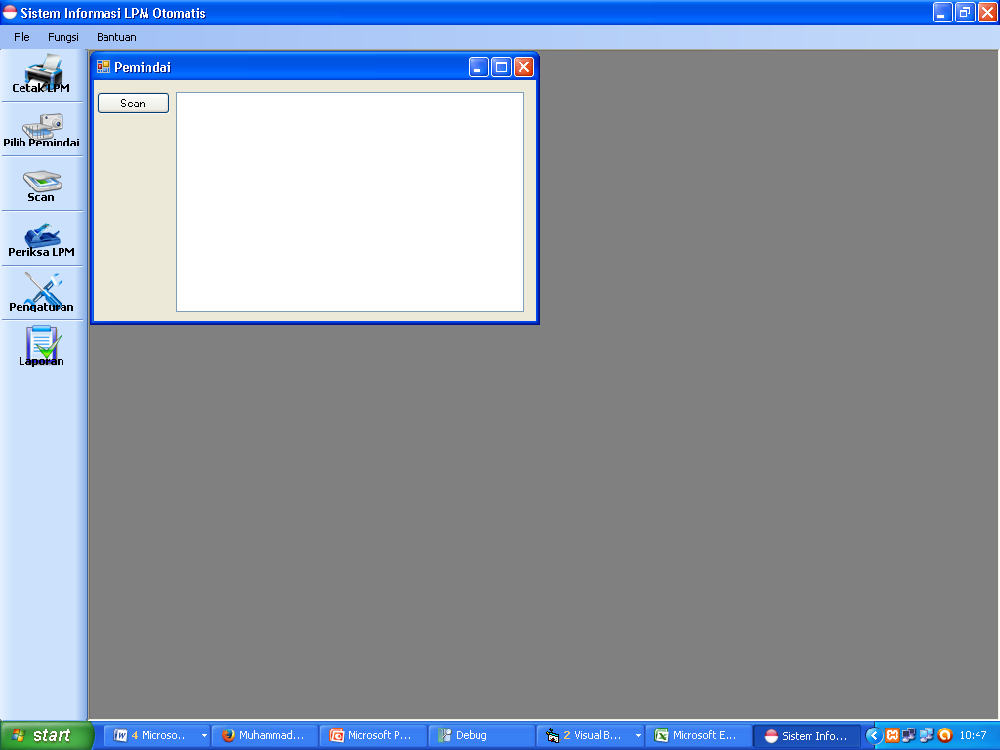 Sistem Informasi LPM Otomatis
File Fungsi Bantuan
Cetak LPM
Pilih Pemindai
Scan
Periksa LPM
Pengaturan
Laporan
Pemindai
Scan
start
4 Microso...
Muhammad...
Microsoft P...
Debug
2 Visual B...
Microsoft E...
Sistem Info...
10:47